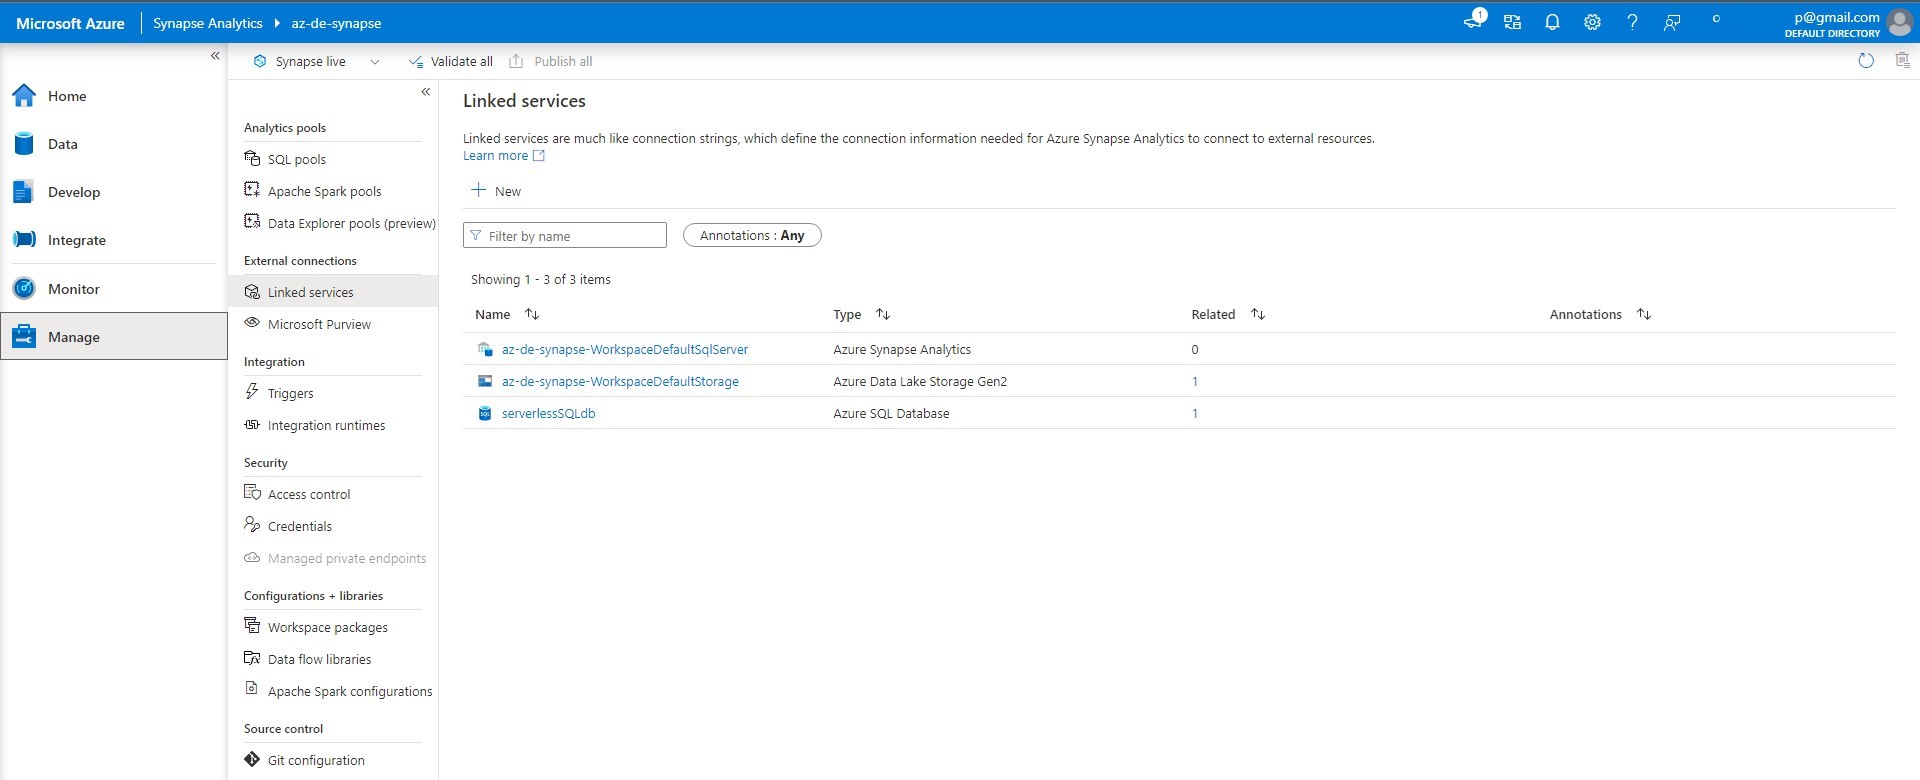 Microsoft Azure
Synapse Analytics
az-de-synapse
1
p@gmail.com
DEFAULT DIRECTORY
Synapse live
Validate all
Publish all
Home
Data
Develop
Integrate
Monitor
Manage
Analytics pools
SQL pools
Apache Spark pools
Data Explorer pools (preview)
External connections
Linked services
Microsoft Purview
Integration
Triggers
Integration runtimes
Security
Access control
Credentials
Managed private endpoints
Configurations + libraries
Workspace packages
Data flow libraries
Apache Spark configurations
Source control
Git configuration
Linked services
Linked services are much like connection strings, which define the connection information needed for Azure Synapse Analytics to connect to external resources.
Learn more
New
Filter by name
Annotations : Any
Showing 1 - 3 of 3 items
Name Type Related Annotations
az-de-synapse-WorkspaceDefaultSqlServer Azure Synapse Analytics 0
az-de-synapse-WorkspaceDefaultStorage Azure Data Lake Storage Gen2 1
SQL serverlessSQLdb Azure SQL Database 1